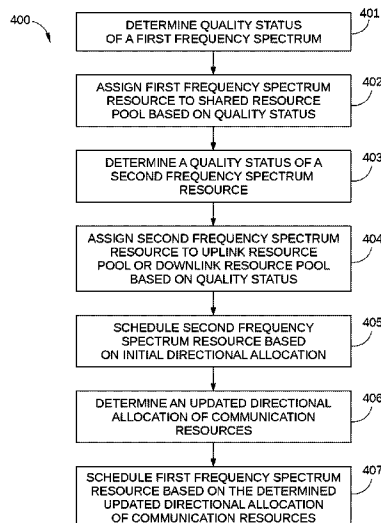 400
DETERMINE QUALITY STATUS
OF A FIRST FREQUENCY SPECTRUM
401
ASSIGN FIRST FREQUENCY SPECTRUM
RESOURCE TO SHARED RESOURCE
POOL BASED ON QUALITY STATUS
402
DETERMINE A QUALITY STATUS OF A
SECOND FREQUENCY SPECTRUM
RESOURCE
403
ASSIGN SECOND FREQUENCY SPECTRUM
RESOURCE TO UPLINK RESOURCE
POOL OR DOWNLINK RESOURCE POOL
BASED ON QUALITY STATUS
404
SCHEDULE SECOND FREQUENCY
SPECTRUM RESOURCE BASED
ON INITIAL DIRECTIONAL ALLOCATION
405
DETERMINE AN UPDATED DIRECTIONAL
ALLOCATION OF COMMUNICATION
RESOURCES
406
SCHEDULE FIRST FREQUENCY SPECTRUM
RESOURCE BASED ON THE DETERMINED
UPDATED DIRECTIONAL ALLOCATION
OF COMMUNICATION RESOURCES
407